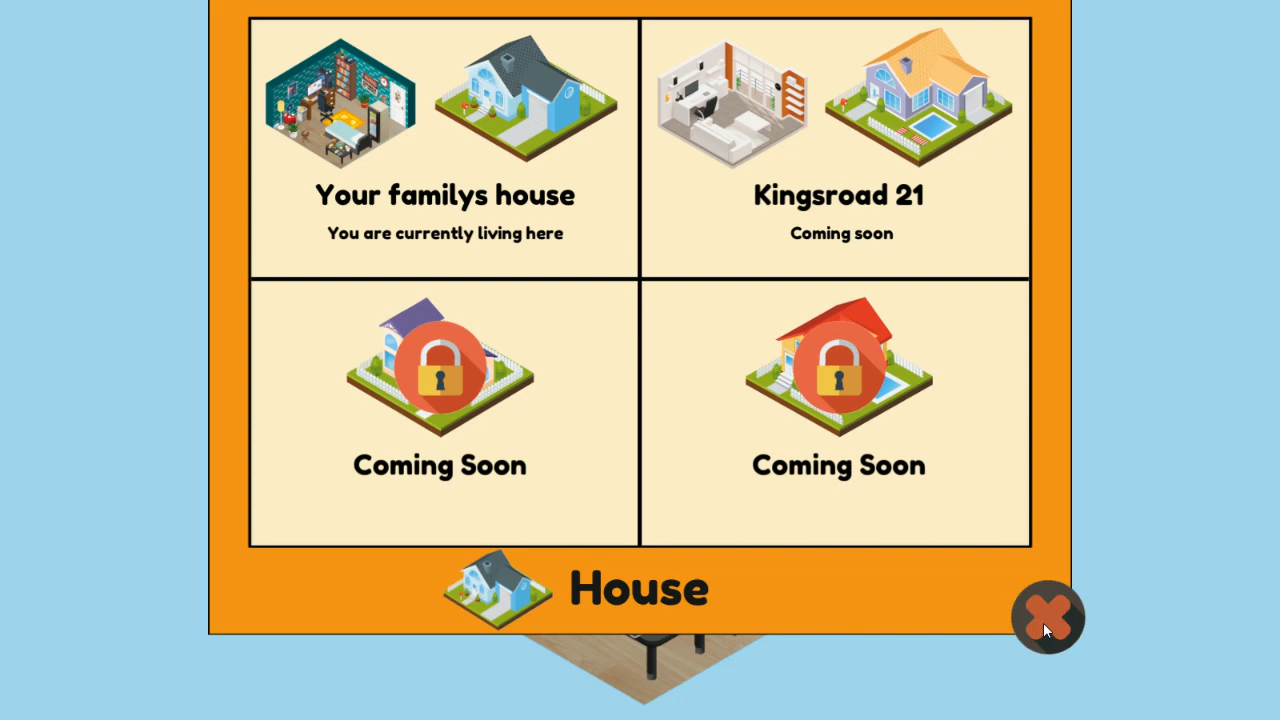 Your familys house
You are currently living here
Kingsroad 21
Coming soon
Coming Soon
Coming Soon
House